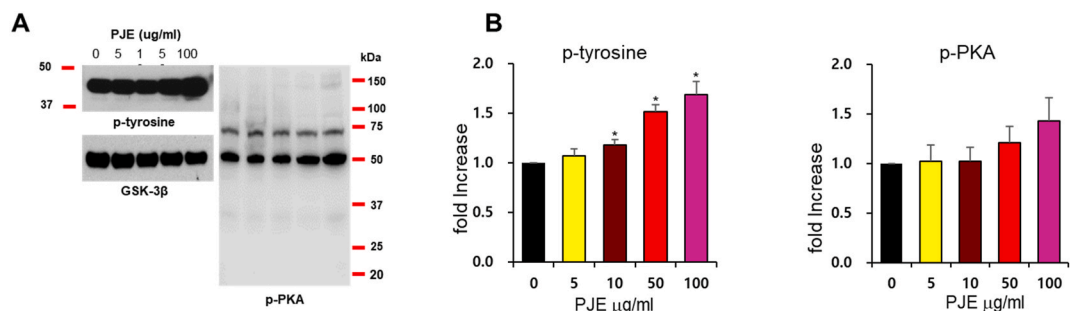 A
PJE (ug/ml)
0 5 1 5 100
50
37
p-tyrosine
GSK-3β
kDa
150
100
75
50
37
25
20
p-PKA
B
p-tyrosine
fold Increase
2.0
1.5
1.0
0.5
0.0
* * *
0 5 10 50 100
PJE μg/ml
p-PKA
fold Increase
2.0
1.5
1.0
0.5
0.0
0 5 10 50 100
PJE μg/ml